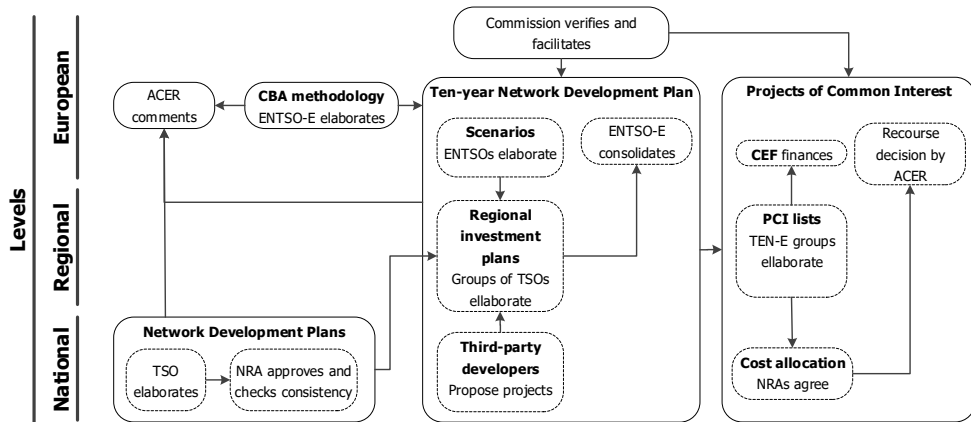 Levels
European
Regional
National
Commission verifies and
facilitates
ACER
comments
CBA methodology
ENTSO-E elaborates
Ten-year Network Development Plan
Scenarios
ENTSOs elaborate
ENTSO-E
consolidates
Regional
investment
plans
Groups of TSOs
ellaborate
Third-party
developers
Propose projects
Network Development Plans
TSO
elaborates
NRA approves and
checks consistency
Projects of Common Interest
CEF finances
Recourse
decision by
ACER
PCI lists
TEN-E groups
ellaborate
Cost allocation
NRAs agree